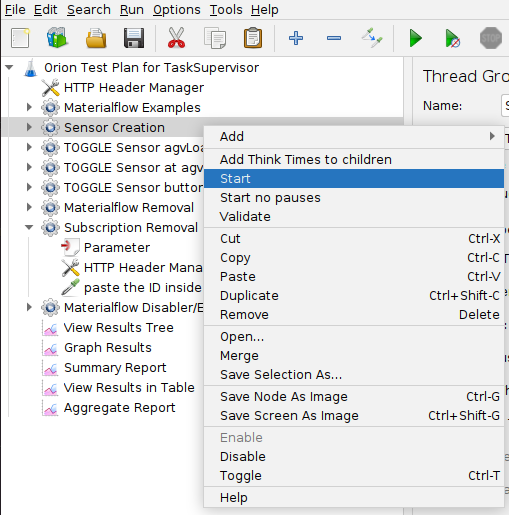 File Edit Search Run Options Tools Help
Orion Test Plan for TaskSupervisor
HTTP Header Manager
Materialflow Examples
Sensor Creation
TOGGLE Sensor agvLoa
TOGGLE Sensor at agv
TOGGLE Sensor button
Materialflow Removal
Subscription Removal
Parameter
HTTP Header Mana
paste the ID inside
Materialflow Disabler/E
View Results Tree
Graph Results
Summary Report
View Results in Table
Aggregate Report
Thread Gro
Name:
Add
Add Think Times to children
Start
Start no pauses
Validate
Cut Ctrl-X
Copy Ctrl-C
Paste Ctrl-V
Duplicate Ctrl+Shift-C
Remove Delete
Open...
Merge
Save Selection As...
Save Node As Image Ctrl-G
Save Screen As Image Ctrl+Shift-G
Enable
Disable
Toggle Ctrl-T
Help